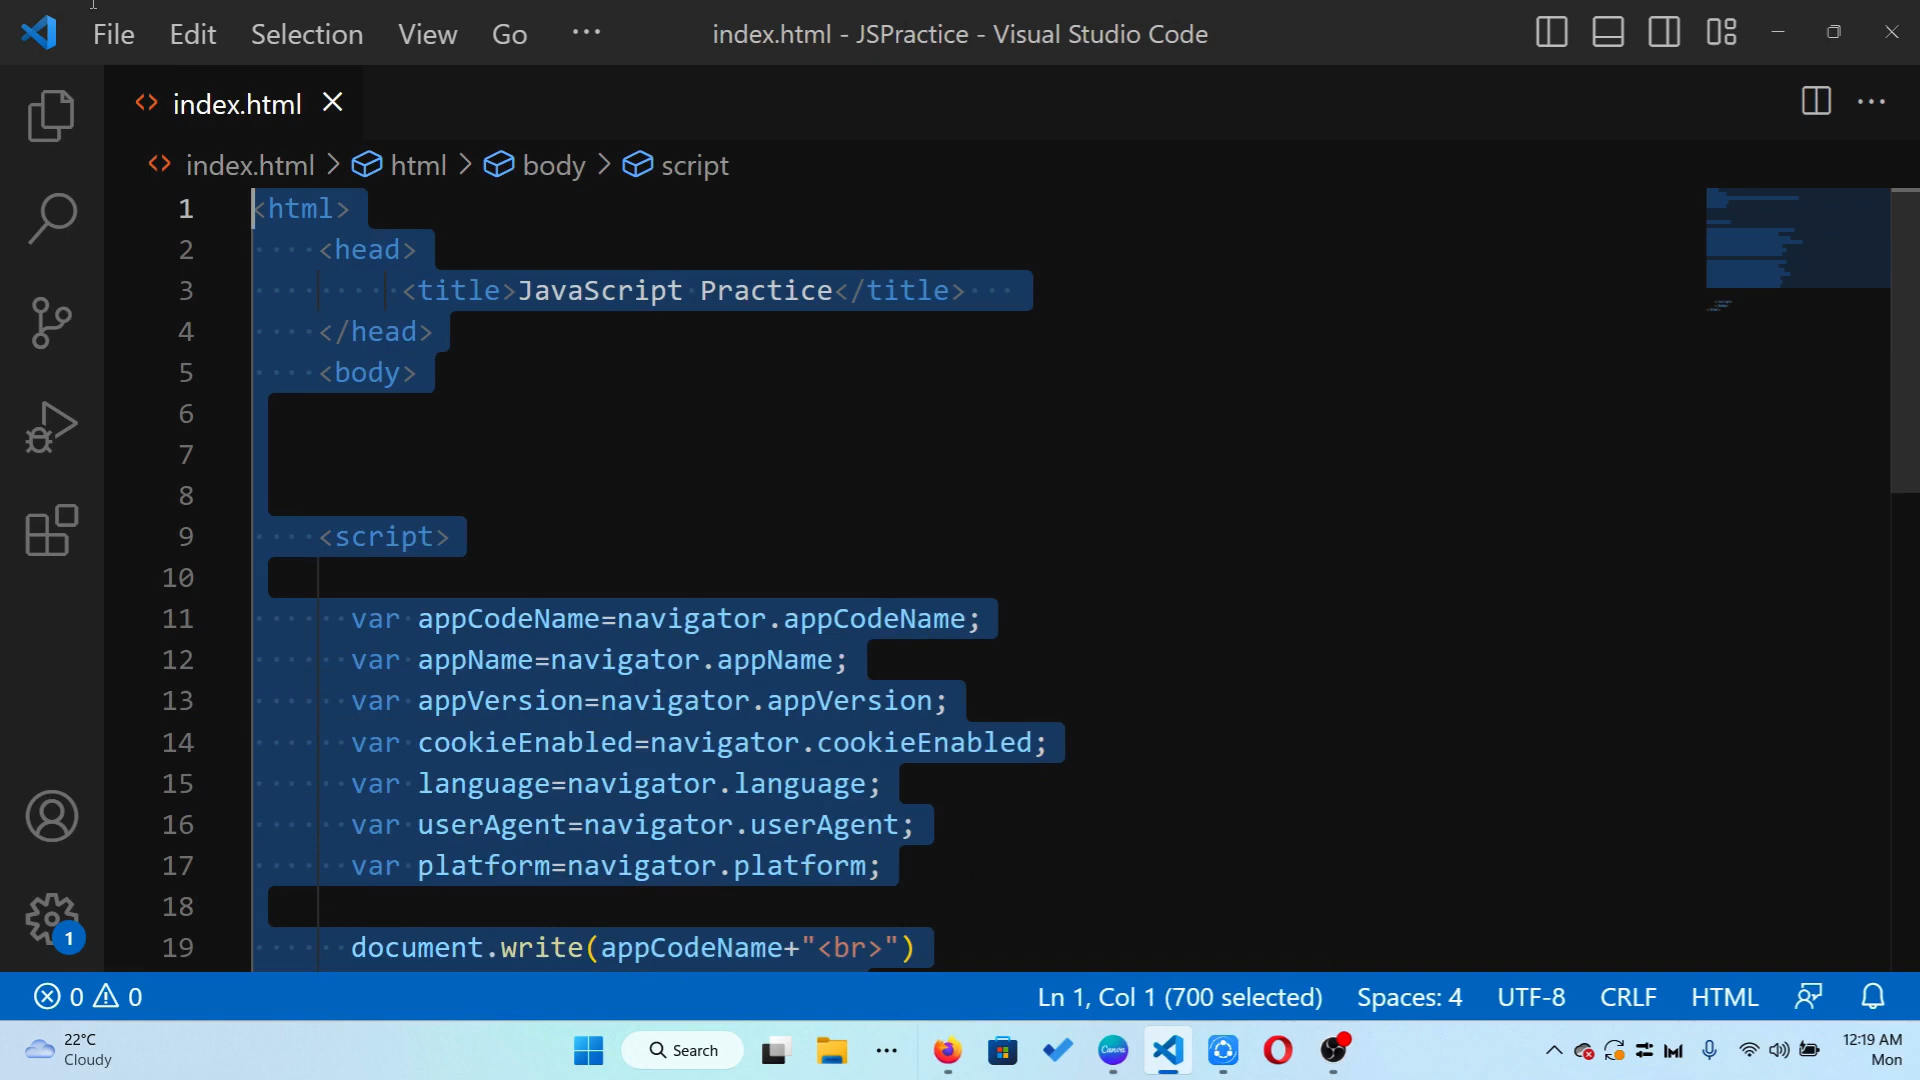 File Edit Selection View Go ··· index.html - JSPractice - Visual Studio Code
index.html
index.html > html > body > script
1 <html>
2 <head>
3 <title>JavaScript Practice</title>
4 </head>
5 <body>
6
7
8
9 <script>
10
11 var appCodeName=navigator.appCodeName;
12 var appName=navigator.appName;
13 var appVersion=navigator.appVersion;
14 var cookieEnabled=navigator.cookieEnabled;
15 var language=navigator.language;
16 var userAgent=navigator.userAgent;
17 var platform=navigator.platform;
18
19 document.write(appCodeName+"<br>")
1
0 0 Ln 1, Col 1 (700 selected) Spaces: 4 UTF-8 CRLF HTML
22°C
Cloudy
Search
Canva
12:19 AM
Mon